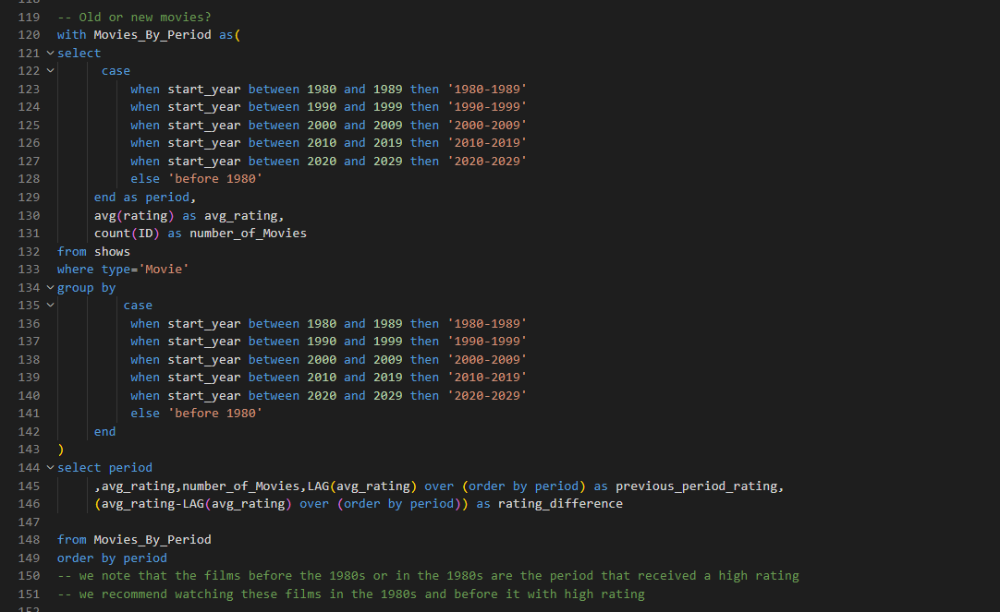 119 -- Old or new movies?
120 with Movies_By_Period as(
121 select
122 case
123 when start_year between 1980 and 1989 then '1980-1989'
124 when start_year between 1990 and 1999 then '1990-1999'
125 when start_year between 2000 and 2009 then '2000-2009'
126 when start_year between 2010 and 2019 then '2010-2019'
127 when start_year between 2020 and 2029 then '2020-2029'
128 else 'before 1980'
129 end as period,
130 avg(rating) as avg_rating,
131 count(ID) as number_of_Movies
132 from shows
133 where type='Movie'
134 group by
135 case
136 when start_year between 1980 and 1989 then '1980-1989'
137 when start_year between 1990 and 1999 then '1990-1999'
138 when start_year between 2000 and 2009 then '2000-2009'
139 when start_year between 2010 and 2019 then '2010-2019'
140 when start_year between 2020 and 2029 then '2020-2029'
141 else 'before 1980'
142 end
143 )
144 select period
145 ,avg_rating,number_of_Movies,LAG(avg_rating) over (order by period) as previous_period_rating,
146 (avg_rating-LAG(avg_rating) over (order by period)) as rating_difference
147
148 from Movies_By_Period
149 order by period
150 -- we note that the films before the 1980s or in the 1980s are the period that received a high rating
151 -- we recommend watching these films in the 1980s and before it with high rating